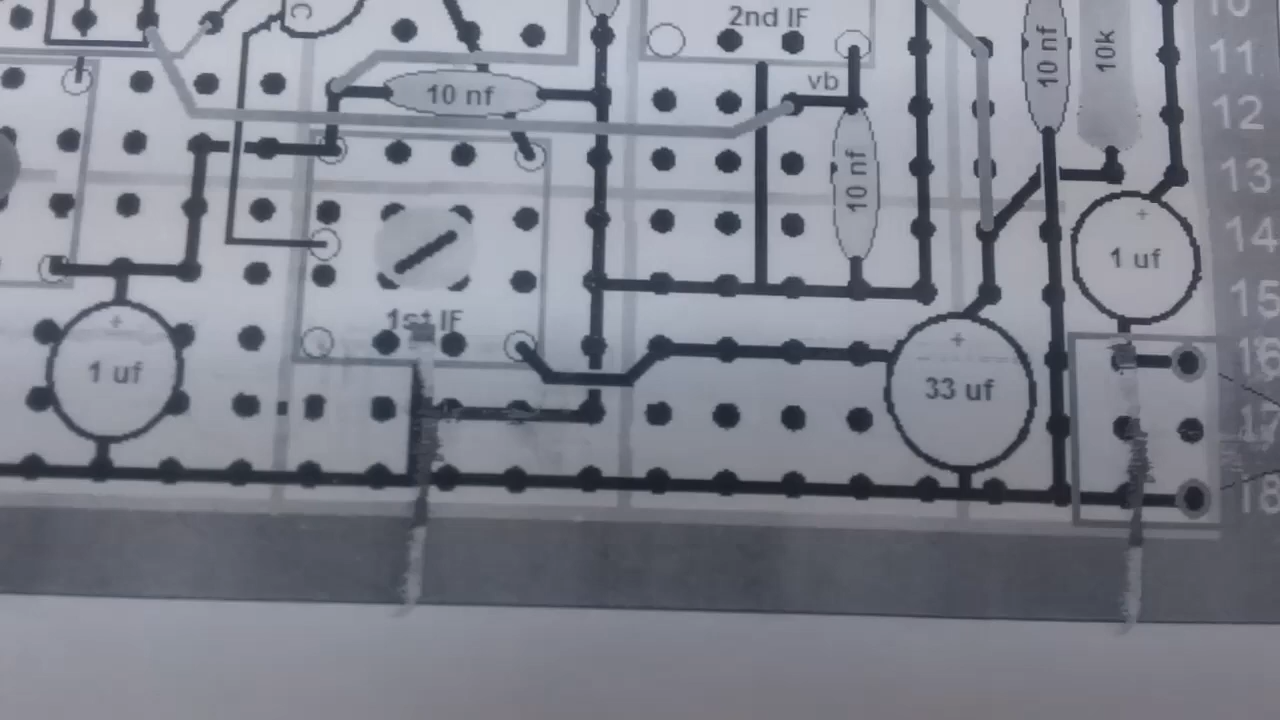 10
C
2nd IF
11
10 nf
10k
10 nf
vb
12
10 nf
13
14
+
1 uf
15
1st IF
+
+
16
1 uf
33 uf
17
18